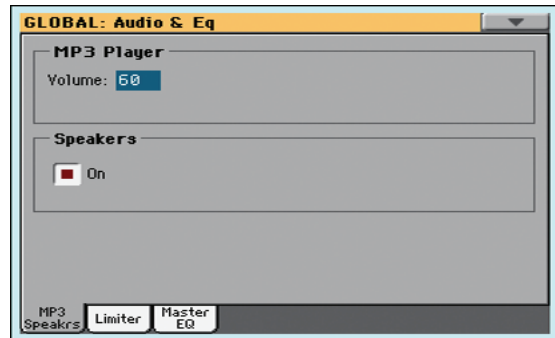 GLOBAL: Audio & Eq
MP3 Player
Volume: 60
Speakers
On
MP3
Speakrs
Limiter
Master
EQ